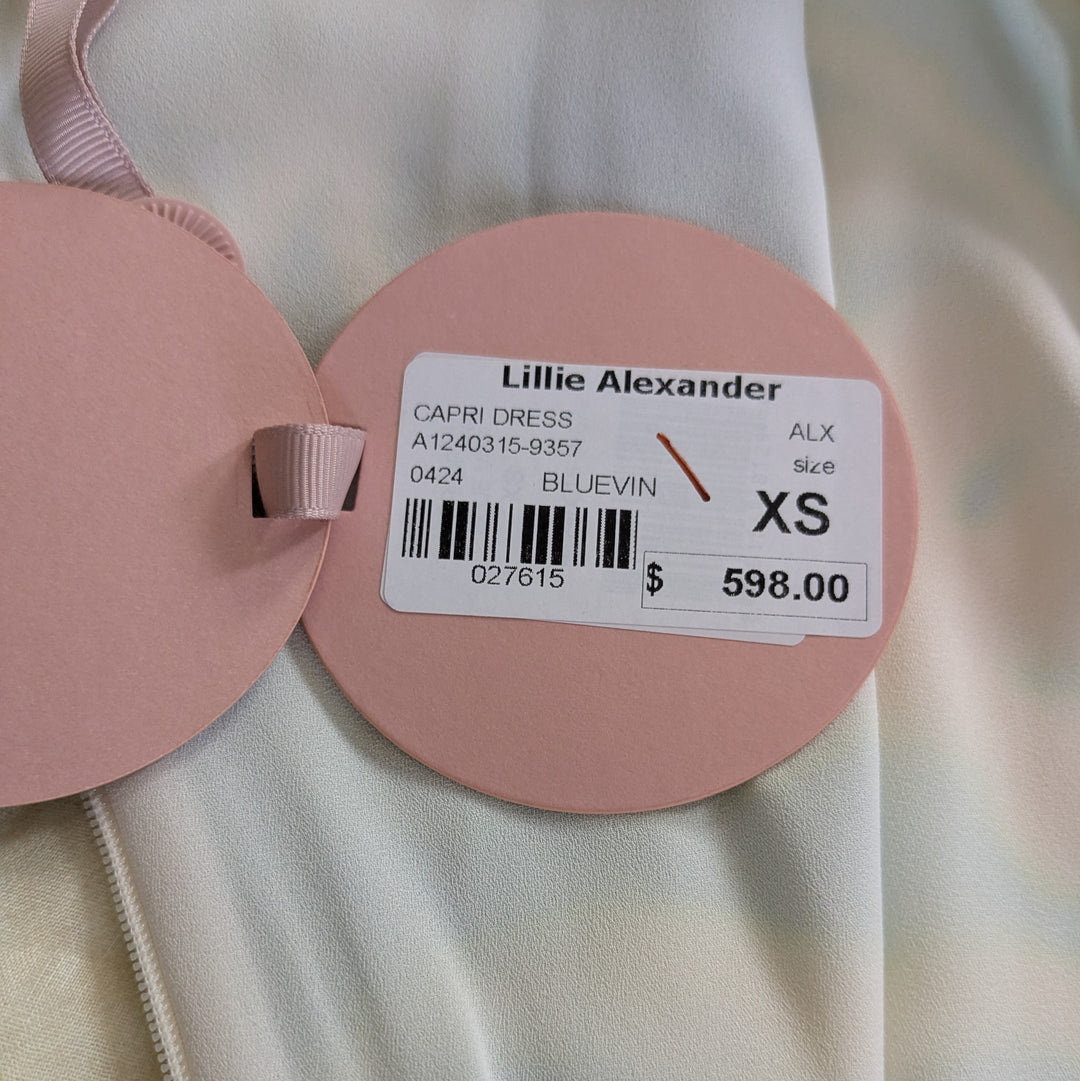 Lillie Alexander
CAPRI DRESS
A1240315-9357
ALX
size
0424 BLUEVIN
XS
027615
$ 598.00